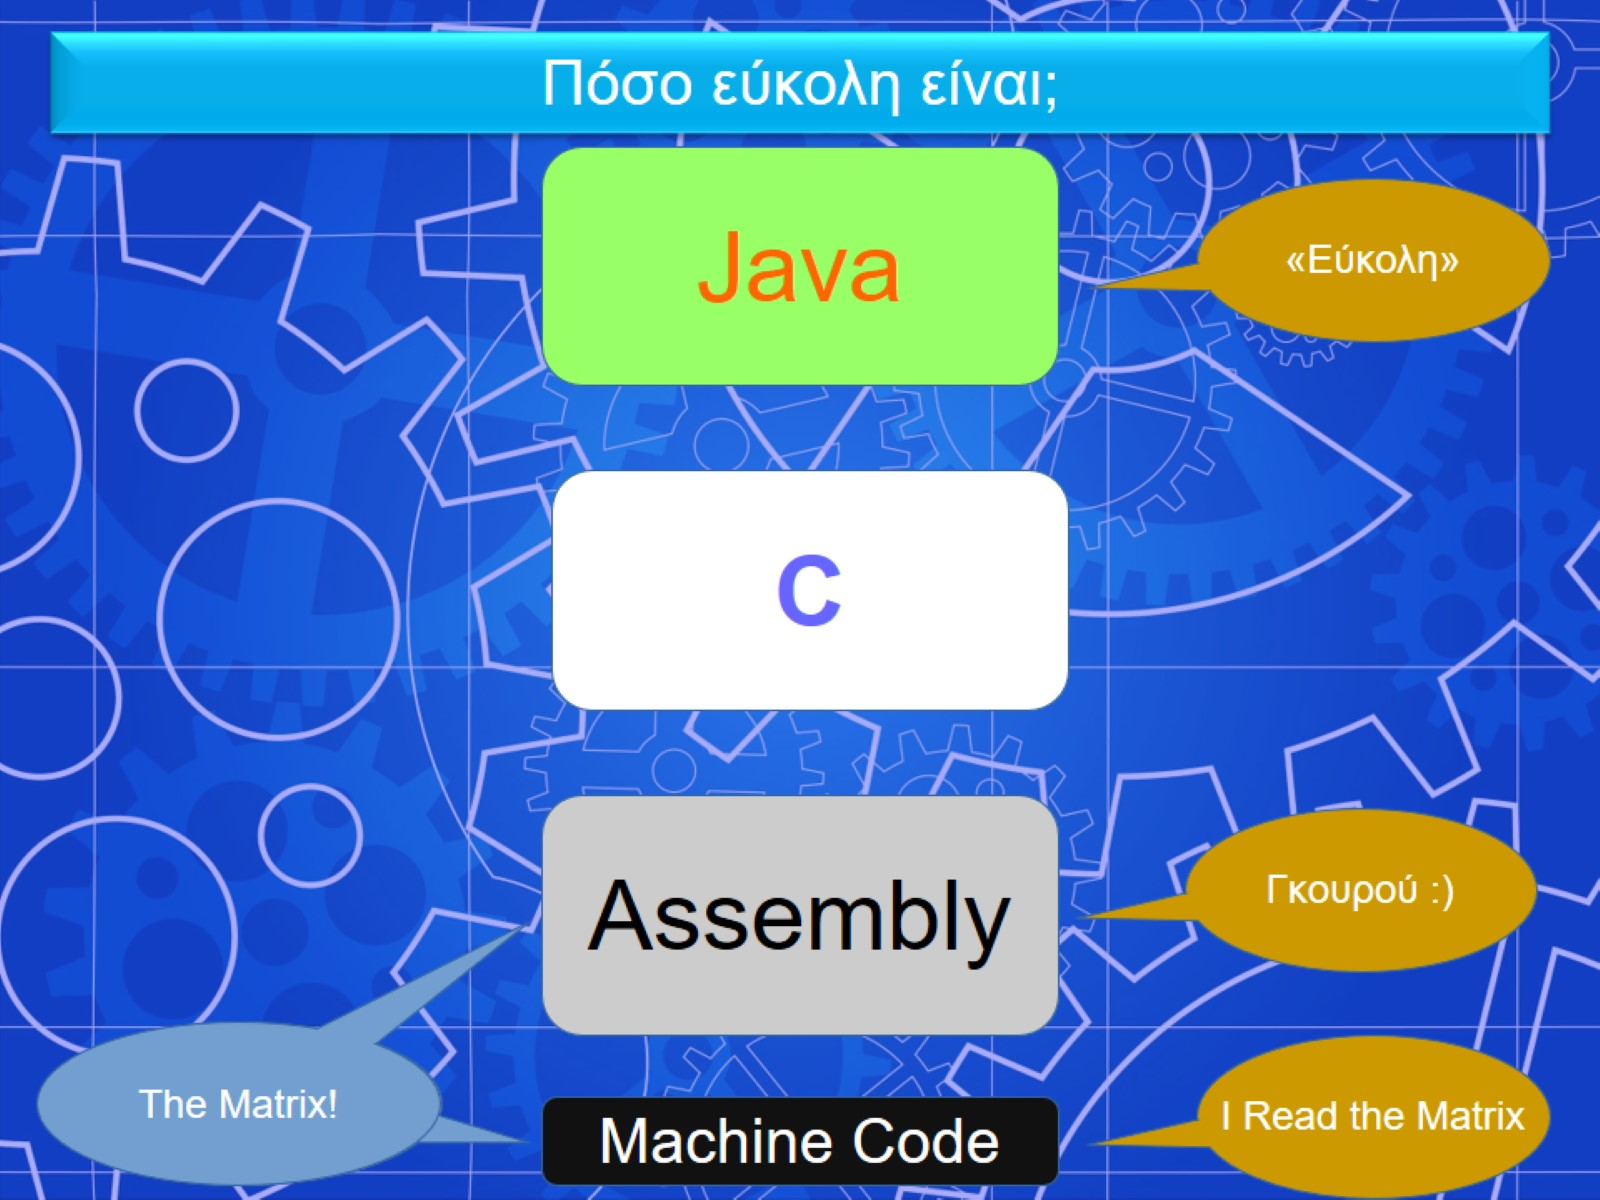 Πόσο εύκολη είναι;
Java
«Εύκολη»
C
Assembly
Γκουρού :)
The Matrix!
Machine Code
I Read the Matrix